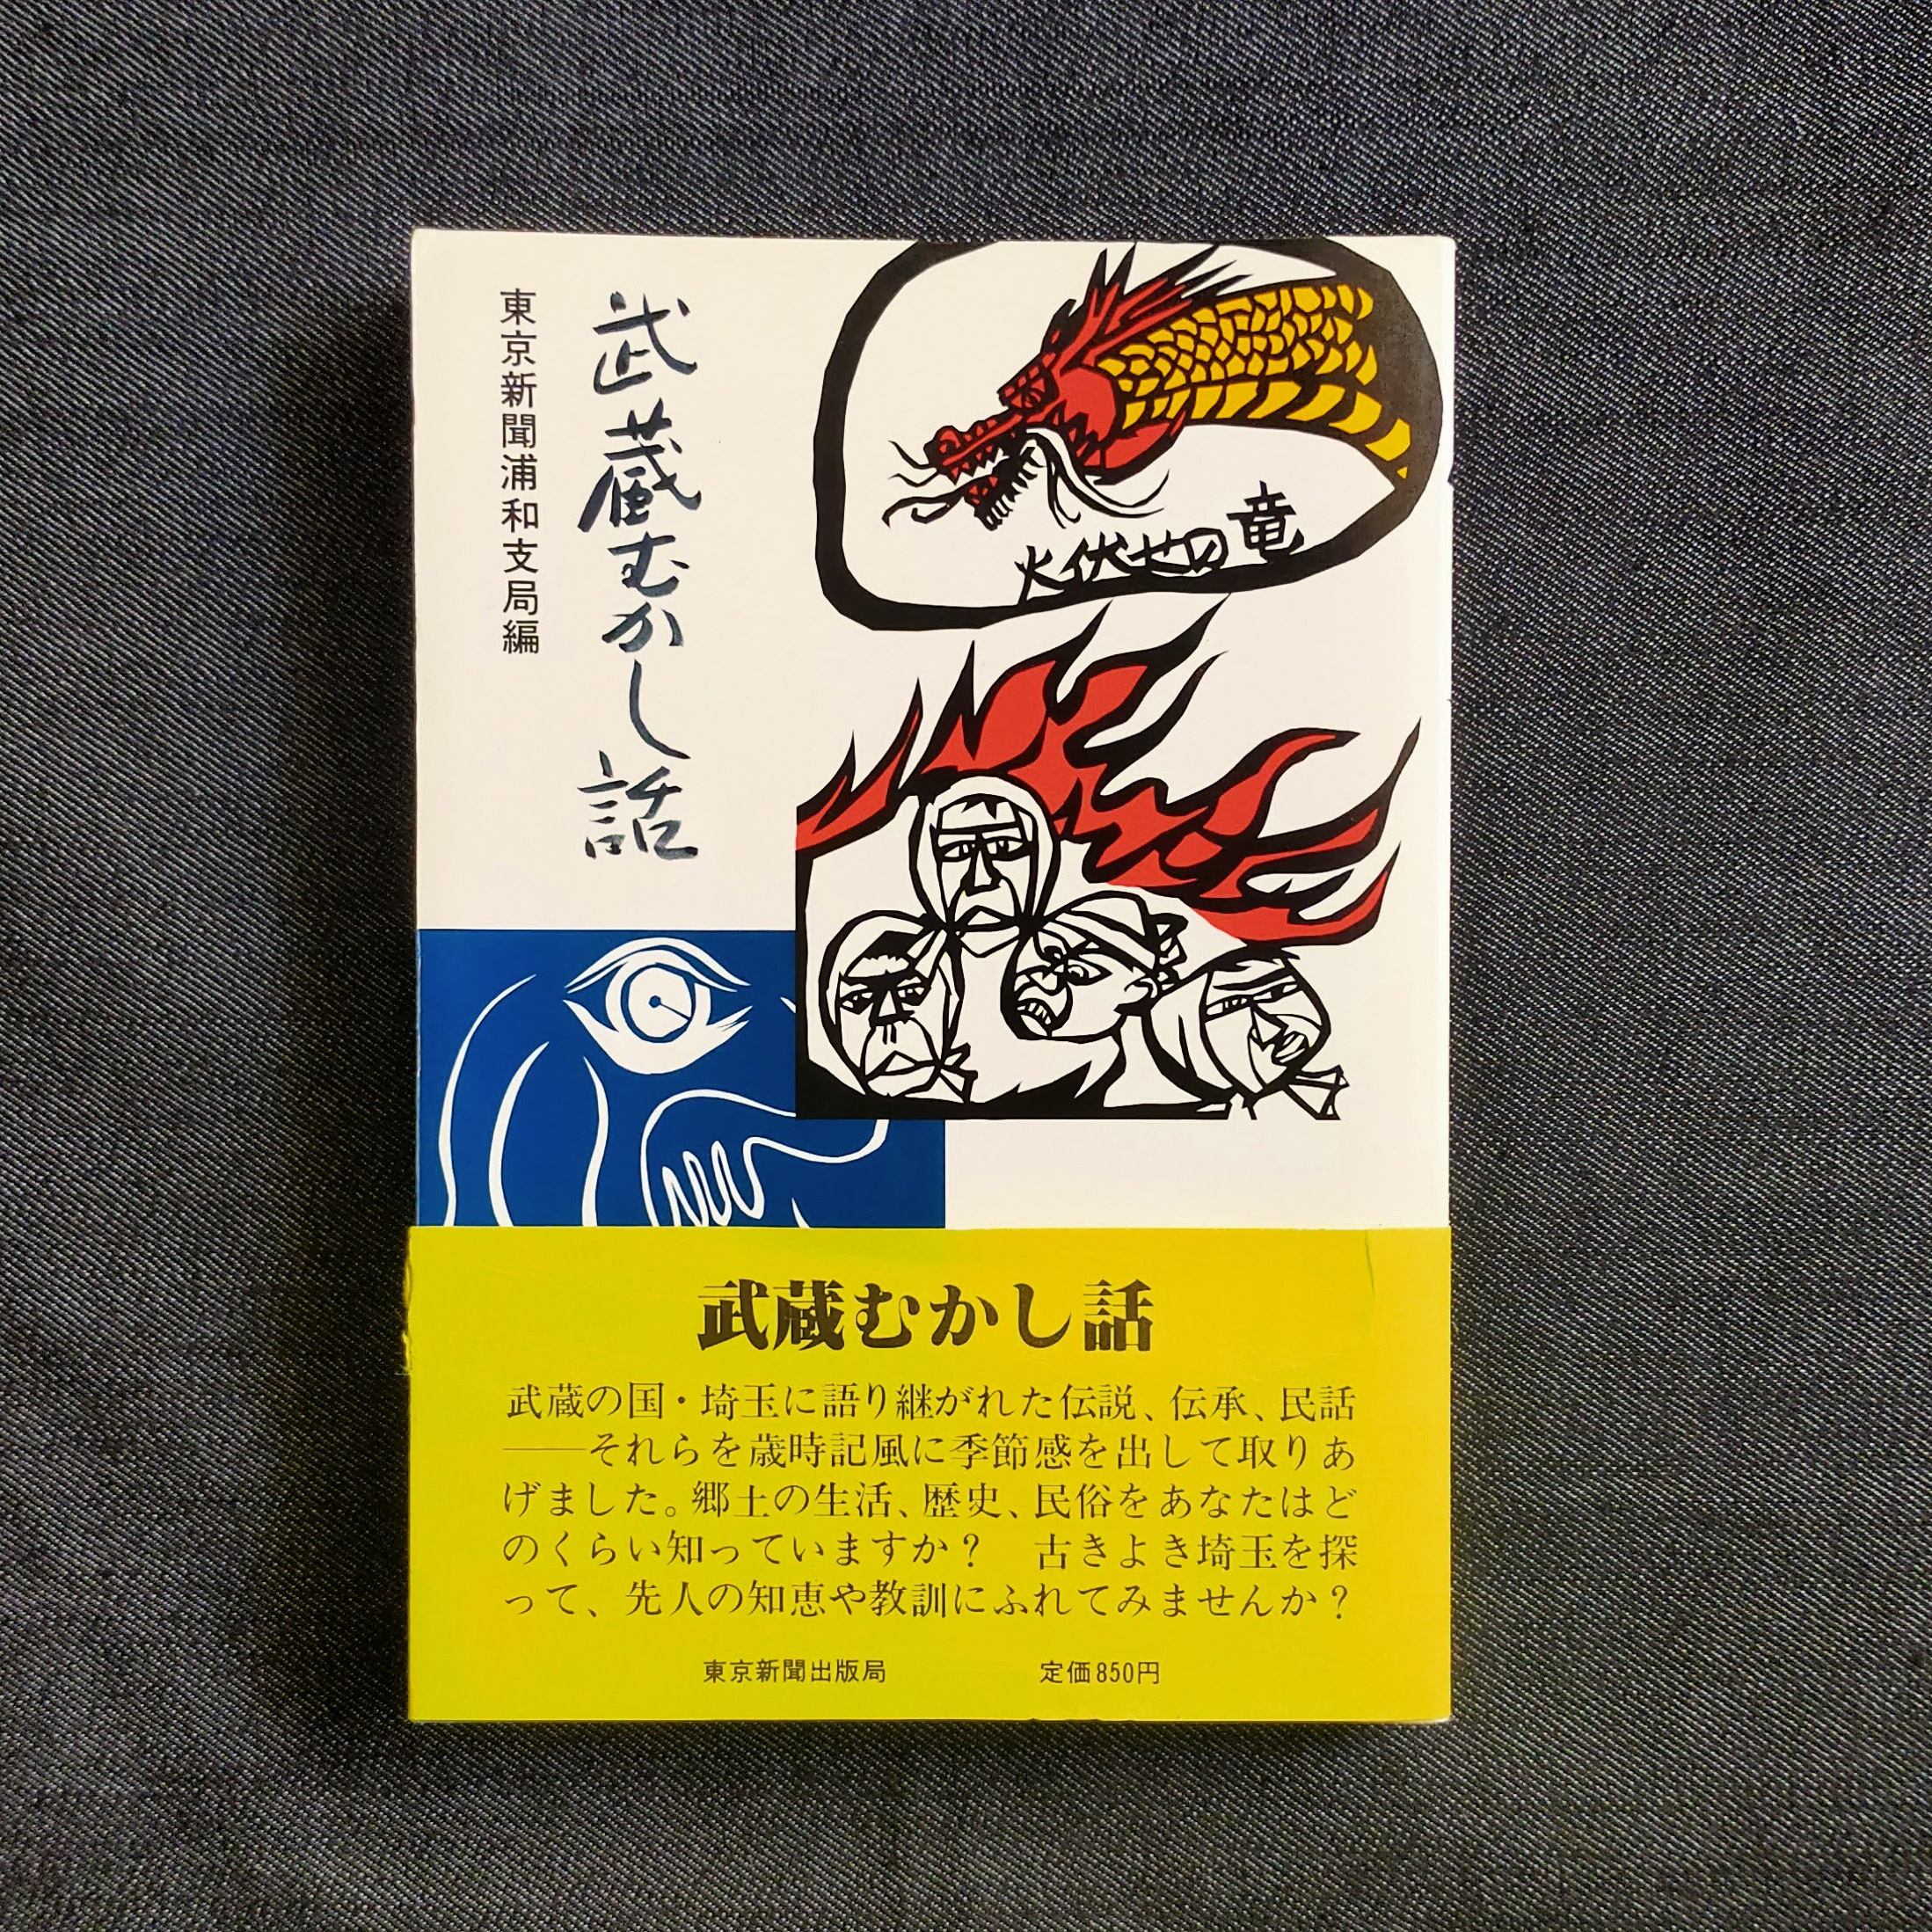 武蔵むかし話
東京新聞浦和支局編
火伏せの竜
武蔵むかし話
武蔵の国・埼玉に語り継がれた伝説、伝承、民話
──それらを歳時記風に季節感を出して取りあ
げました。郷土の生活、歴史、民俗をあなたはど
のくらい知っていますか？　古きよき埼玉を探
って、先人の知恵や教訓にふれてみませんか？
東京新聞出版局
定価850円